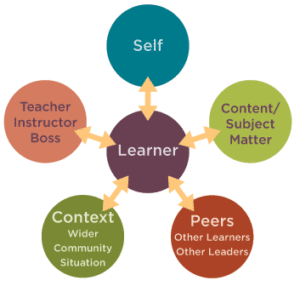 Self
Teacher
Instructor
Boss
Content/
Subject
Matter
Learner
Context
Wider
Community
Situation
Peers
Other Learners
Other Leaders